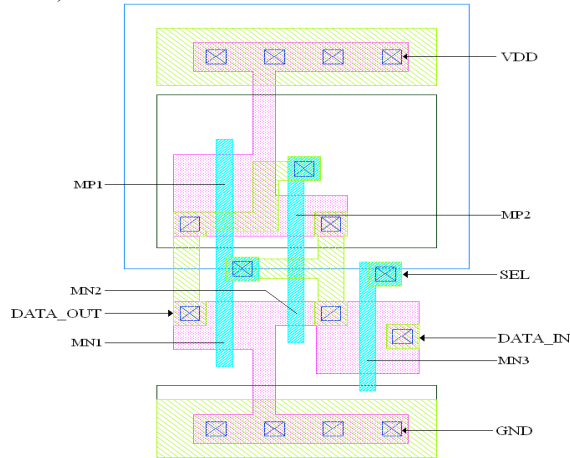 VDD
MP1
MP2
SEL
MN2
DATA_OUT
DATA_IN
MN1
MN3
GND